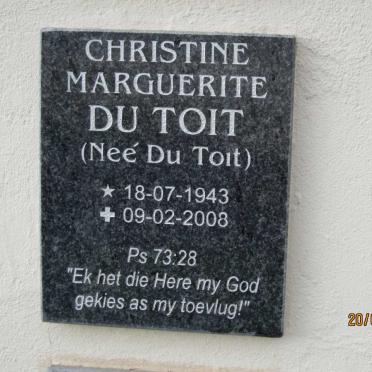 CHRISTINE
MARGUERITE
DU TOIT
(Neé Du Toit)
★ 18-07-1943
✚ 09-02-2008
Ps 73:28
"Ek het die Here my God
gekies as my toevlug!"
20/